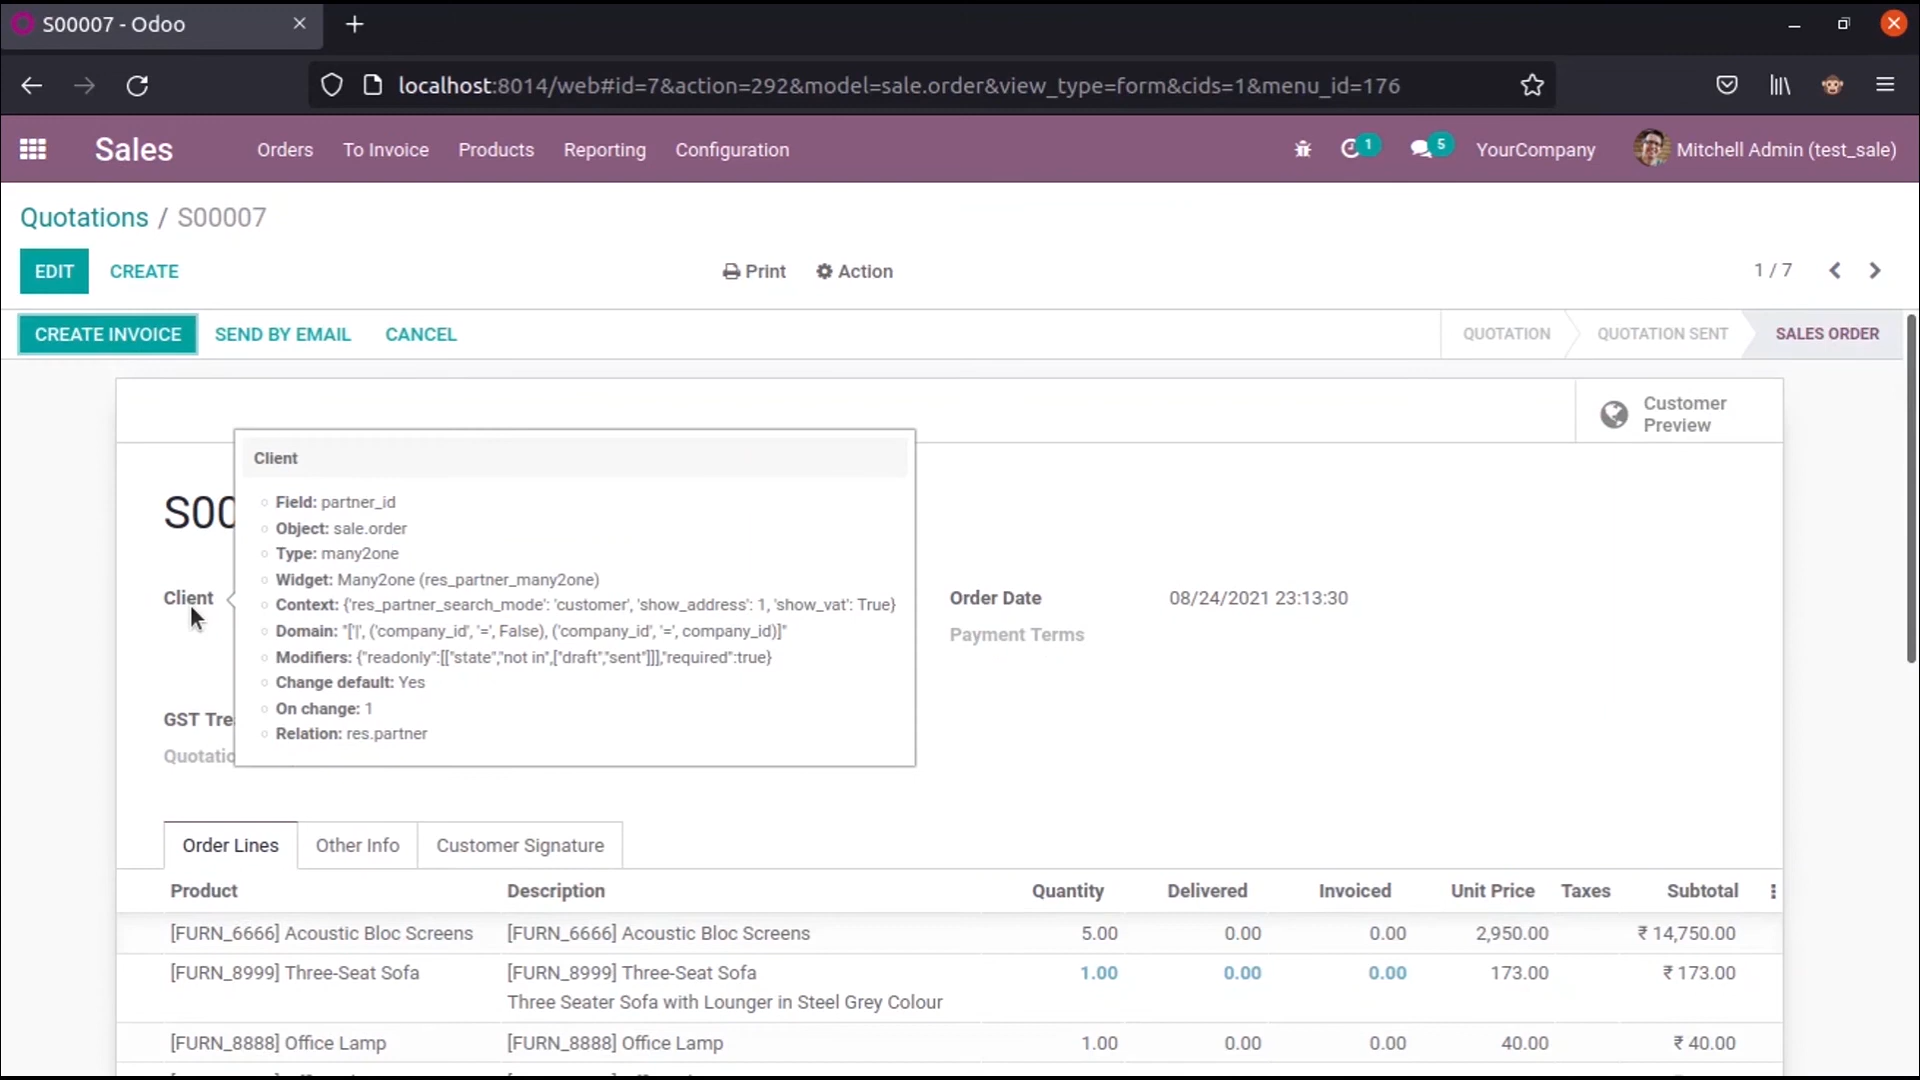 S00007 - Odoo
localhost:8014/web#id=7&action=292&model=sale.order&view_type=form&cids=1&menu_id=176
Sales Orders To Invoice Products Reporting Configuration 1 5 YourCompany Mitchell Admin (test_sale)
Quotations / S00007
EDIT CREATE Print Action 1 / 7
CREATE INVOICE SEND BY EMAIL CANCEL QUOTATION QUOTATION SENT SALES ORDER
Customer
Preview
Client
S00
Field: partner_id
Object: sale.order
Type: many2one
Widget: Many2one (res_partner_many2one)
Context: {'res_partner_search_mode': 'customer', 'show_address': 1, 'show_vat': True}
Domain: "['|', ('company_id', '=', False), ('company_id', '=', company_id)]"
Modifiers: {"readonly":[["state","not in",["draft","sent"]]],"required":true}
Change default: Yes
On change: 1
Relation: res.partner
Client
Order Date 08/24/2021 23:13:30
Payment Terms
GST Tre
Quotatio
Order Lines Other Info Customer Signature
Product Description Quantity Delivered Invoiced Unit Price Taxes Subtotal
[FURN_6666] Acoustic Bloc Screens [FURN_6666] Acoustic Bloc Screens 5.00 0.00 0.00 2,950.00 ₹ 14,750.00
[FURN_8999] Three-Seat Sofa [FURN_8999] Three-Seat Sofa 1.00 0.00 0.00 173.00 ₹ 173.00
Three Seater Sofa with Lounger in Steel Grey Colour
[FURN_8888] Office Lamp [FURN_8888] Office Lamp 1.00 0.00 0.00 40.00 ₹ 40.00